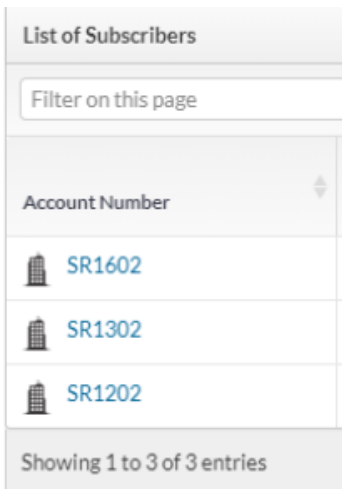 List of Subscribers
Filter on this page
Account Number
SR1602
SR1302
SR1202
Showing 1 to 3 of 3 entries